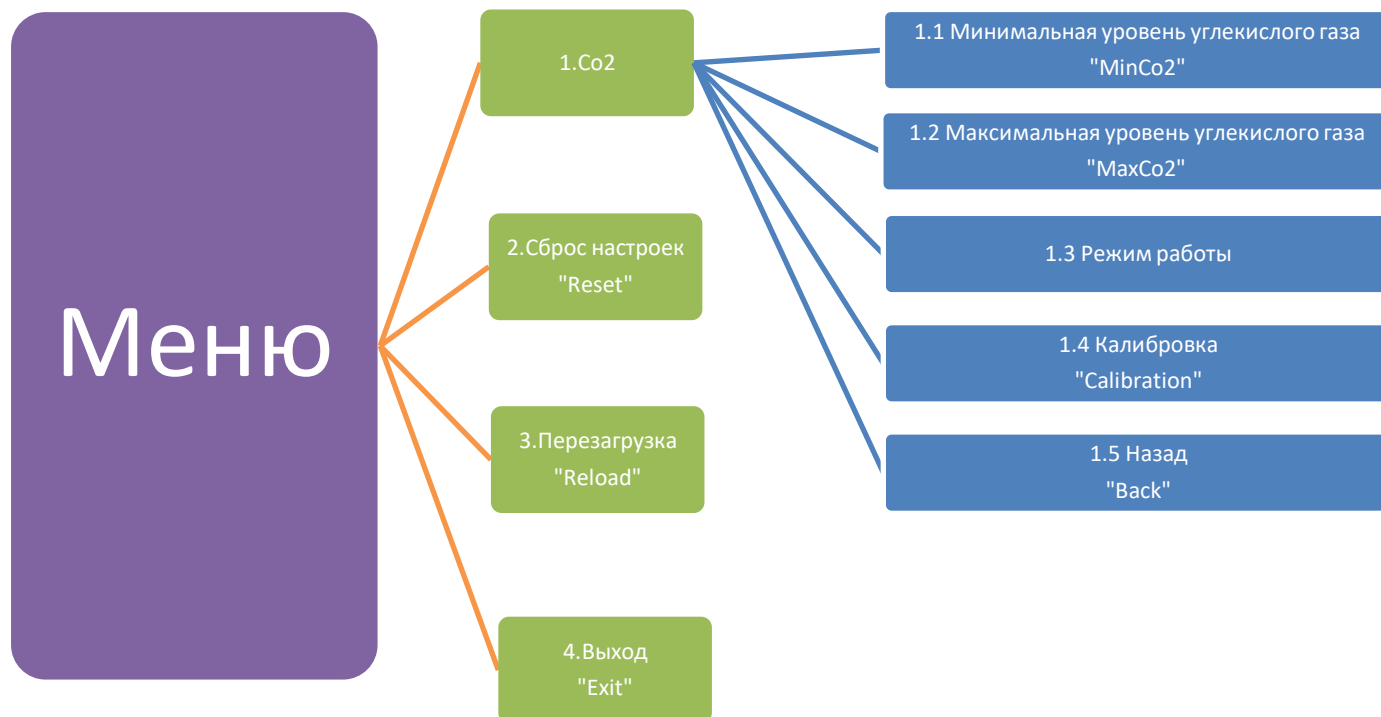 Меню
1.Co2
2.Сброс настроек
"Reset"
3.Перезагрузка
"Reload"
4.Выход
"Exit"
1.1 Минимальная уровень углекислого газа
"MinCo2"
1.2 Максимальная уровень углекислого газа
"MaxCo2"
1.3 Режим работы
1.4 Калибровка
"Calibration"
1.5 Назад
"Back"